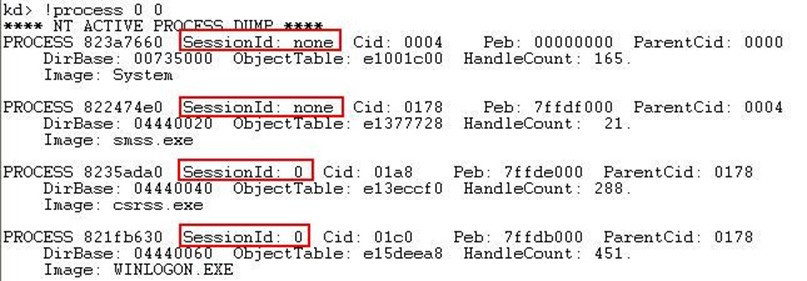 kd> !process 0 0
**** NT ACTIVE PROCESS DUMP ****
PROCESS 823a7660 SessionId: none Cid: 0004 Peb: 00000000 ParentCid: 0000
DirBase: 00735000 ObjectTable: e1001c00 HandleCount: 165.
Image: System
PROCESS 822474e0 SessionId: none Cid: 0178 Peb: 7ffdf000 ParentCid: 0004
DirBase: 04440020 ObjectTable: e1377728 HandleCount: 21.
Image: smss.exe
PROCESS 8235ada0 SessionId: 0 Cid: 01a8 Peb: 7ffde000 ParentCid: 0178
DirBase: 04440040 ObjectTable: e13eccf0 HandleCount: 288.
Image: csrss.exe
PROCESS 821fb630 SessionId: 0 Cid: 01c0 Peb: 7ffdb000 ParentCid: 0178
DirBase: 04440060 ObjectTable: e15deea8 HandleCount: 451.
Image: WINLOGON.EXE